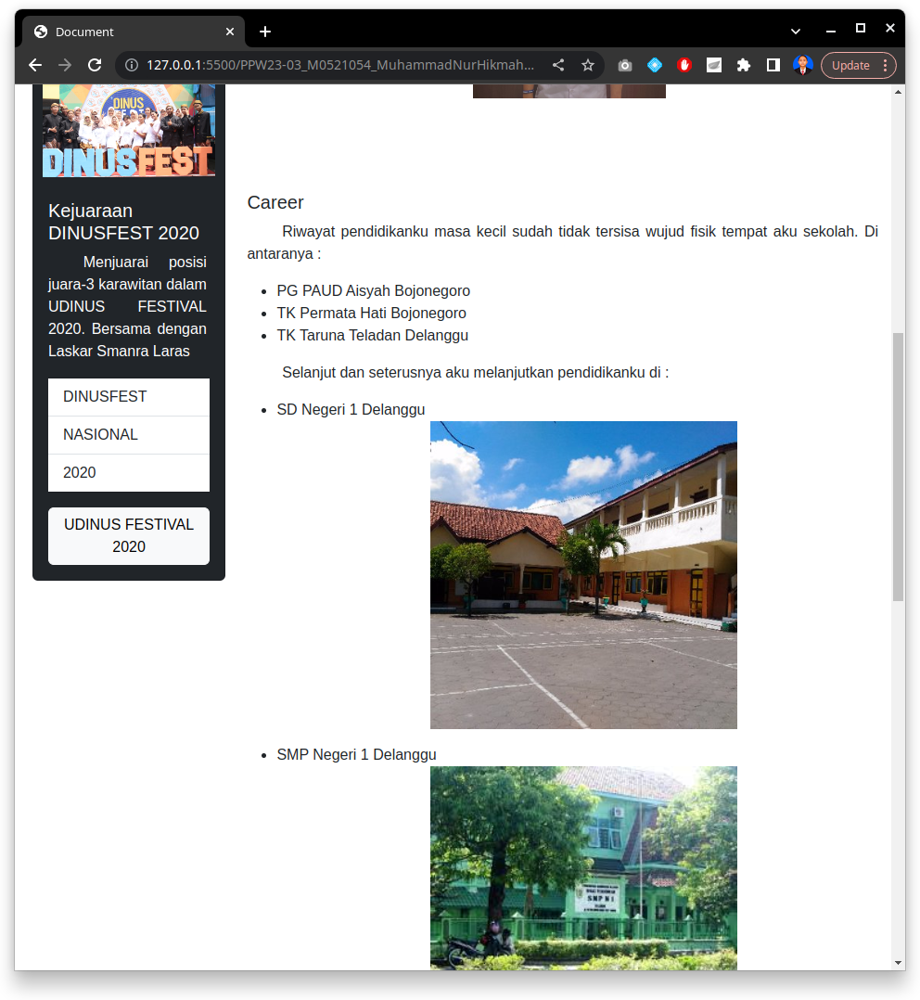 Document
127.0.0.1:5500/PPW23-03_M0521054_MuhammadNurHikmah...
Update
DINUS
DINUSFEST
Kejuaraan
DINUSFEST 2020
Menjuarai posisi
juara-3 karawitan dalam
UDINUS FESTIVAL
2020. Bersama dengan
Laskar Smanra Laras
DINUSFEST
NASIONAL
2020
UDINUS FESTIVAL
2020
Career
Riwayat pendidikanku masa kecil sudah tidak tersisa wujud fisik tempat aku sekolah. Di
antaranya :
PG PAUD Aisyah Bojonegoro
TK Permata Hati Bojonegoro
TK Taruna Teladan Delanggu
Selanjut dan seterusnya aku melanjutkan pendidikanku di :
SD Negeri 1 Delanggu
SMP Negeri 1 Delanggu
SMP N 1